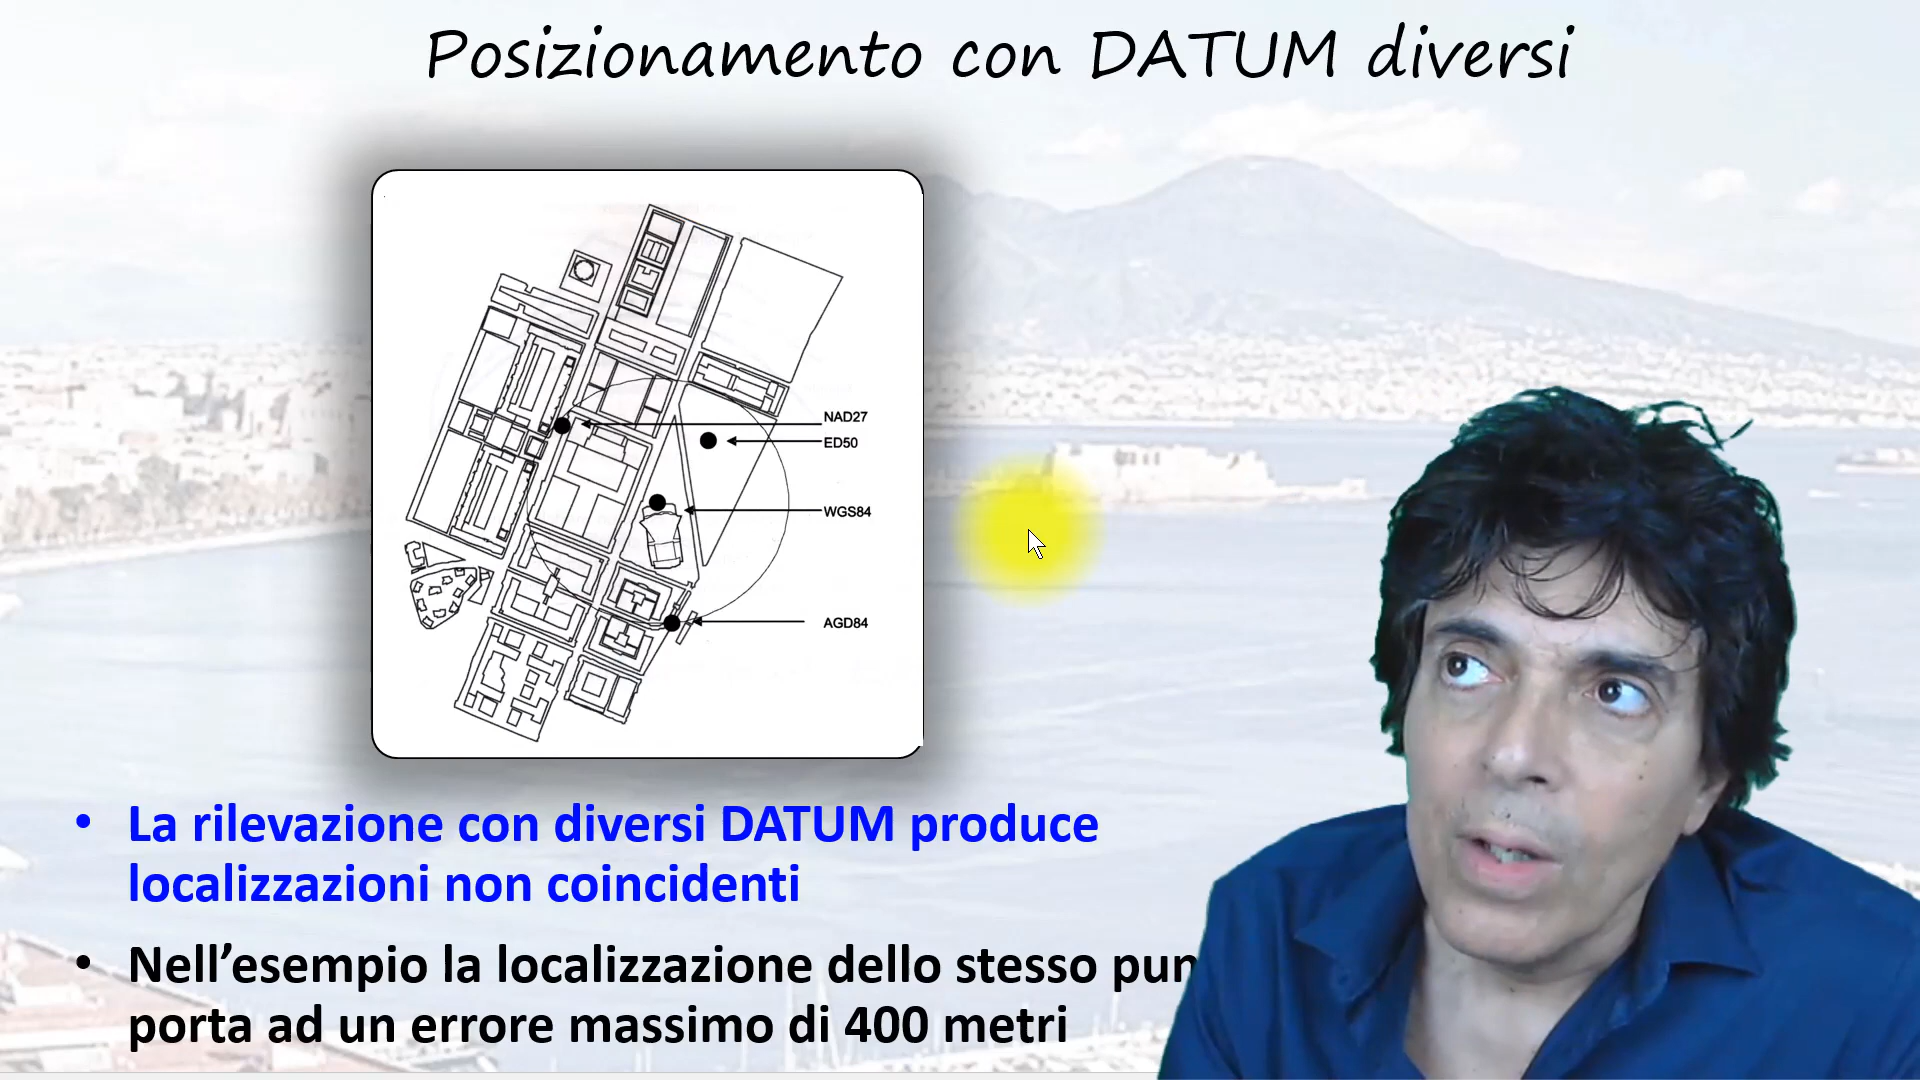 Posizionamento con DATUM diversi
NAD27
ED50
WGS84
AGD84
• La rilevazione con diversi DATUM produce
localizzazioni non coincidenti
• Nell’esempio la localizzazione dello stesso pun
porta ad un errore massimo di 400 metri